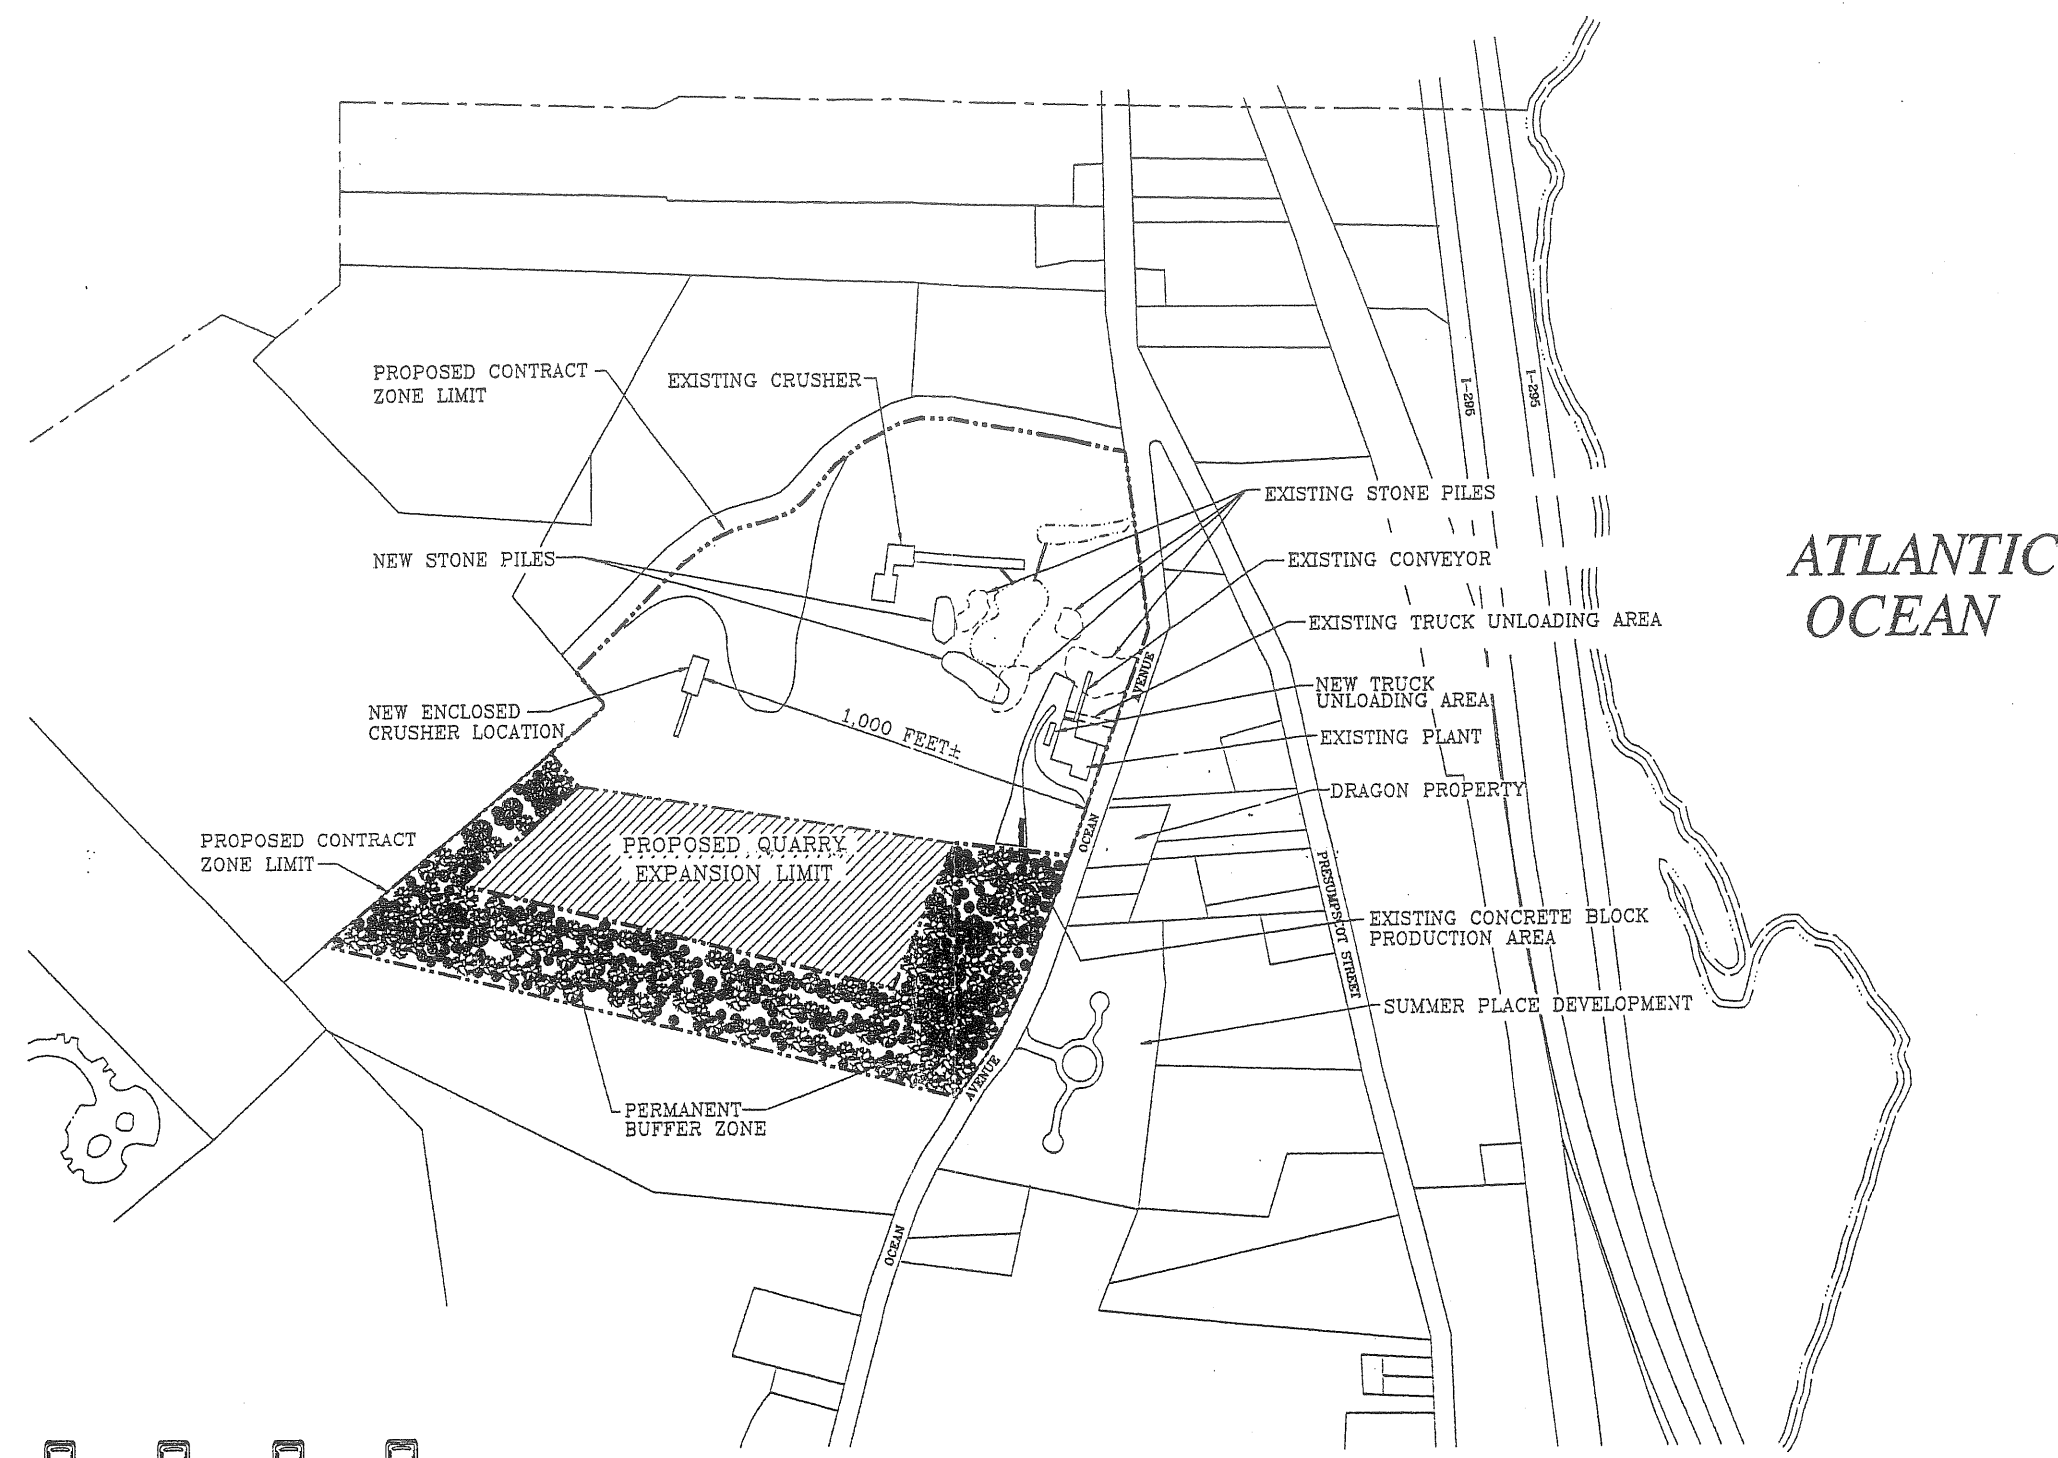 PROPOSED CONTRACT
ZONE LIMIT
EXISTING CRUSHER
I-295
I-295
EXISTING STONE PILES
NEW STONE PILES
EXISTING CONVEYOR
ATLANTIC
OCEAN
EXISTING TRUCK UNLOADING AREA
AVENUE
NEW TRUCK
UNLOADING AREA
NEW ENCLOSED
CRUSHER LOCATION
1,000 FEET±
EXISTING PLANT
DRAGON PROPERTY
OCEAN
PROPOSED CONTRACT
ZONE LIMIT
PROPOSED QUARRY
EXPANSION LIMIT
PRESUMPSCOT STREET
EXISTING CONCRETE BLOCK
PRODUCTION AREA
SUMMER PLACE DEVELOPMENT
AVENUE
PERMANENT
BUFFER ZONE
OCEAN